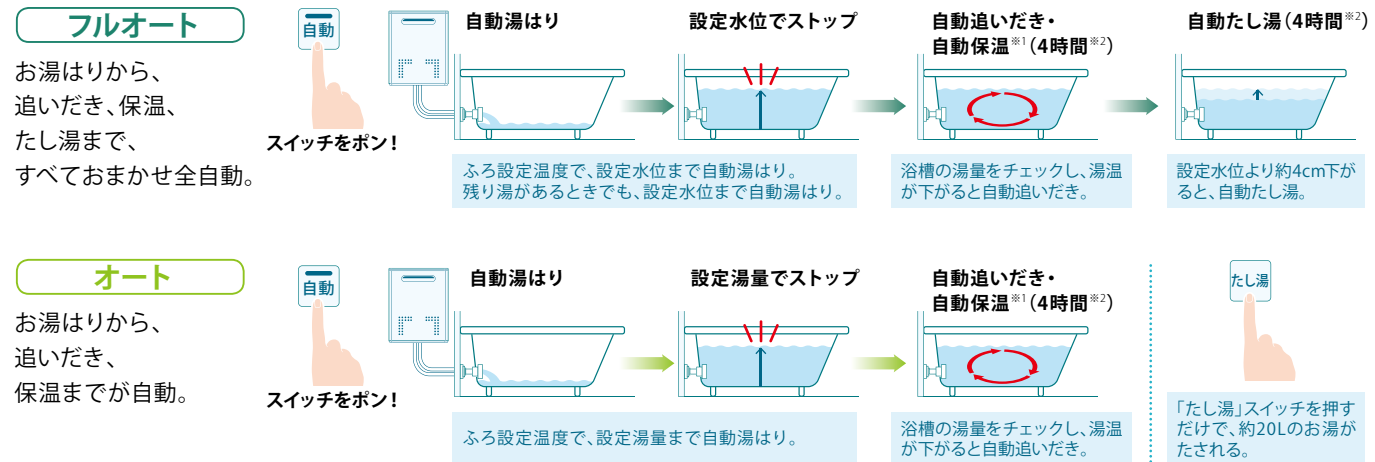 フルオート
お湯はりから、
追いだき、保温、
たし湯まで、
すべておまかせ全自動。
自動
スイッチをポン！
自動湯はり
設定水位でストップ
ふろ設定温度で、設定水位まで自動湯はり。
残り湯があるときでも、設定水位まで自動湯はり。
自動追いだき・
自動保温※1（4時間※2）
浴槽の湯量をチェックし、湯温
が下がると自動追いだき。
自動たし湯（4時間※2）
設定水位より約4cm下が
ると、自動たし湯。
オート
お湯はりから、
追いだき、
保温までが自動。
自動
スイッチをポン！
自動湯はり
設定湯量でストップ
ふろ設定温度で、設定湯量まで自動湯はり。
自動追いだき・
自動保温※1（4時間※2）
浴槽の湯量をチェックし、湯温
が下がると自動追いだき。
たし湯
「たし湯」スイッチを押す
だけで、約20Lのお湯が
たされる。